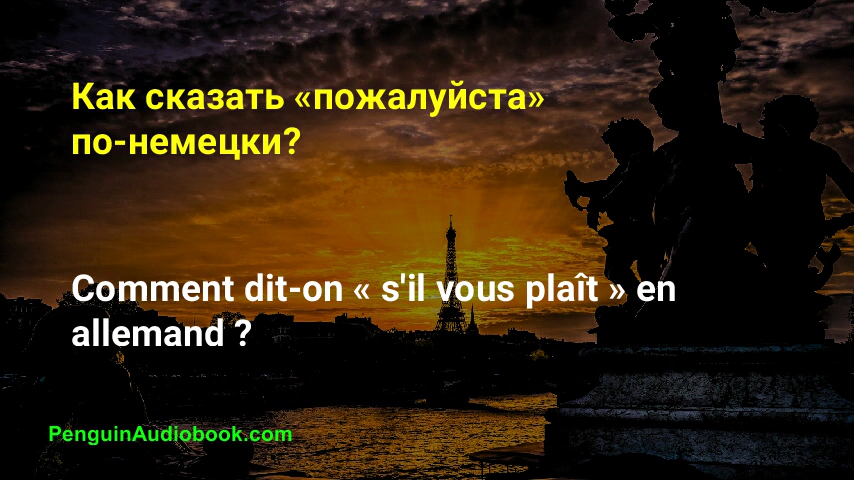 Как сказать «пожалуйста»
по-немецки?
Comment dit-on « s'il vous plaît » en
allemand ?
PenguinAudiobook.com